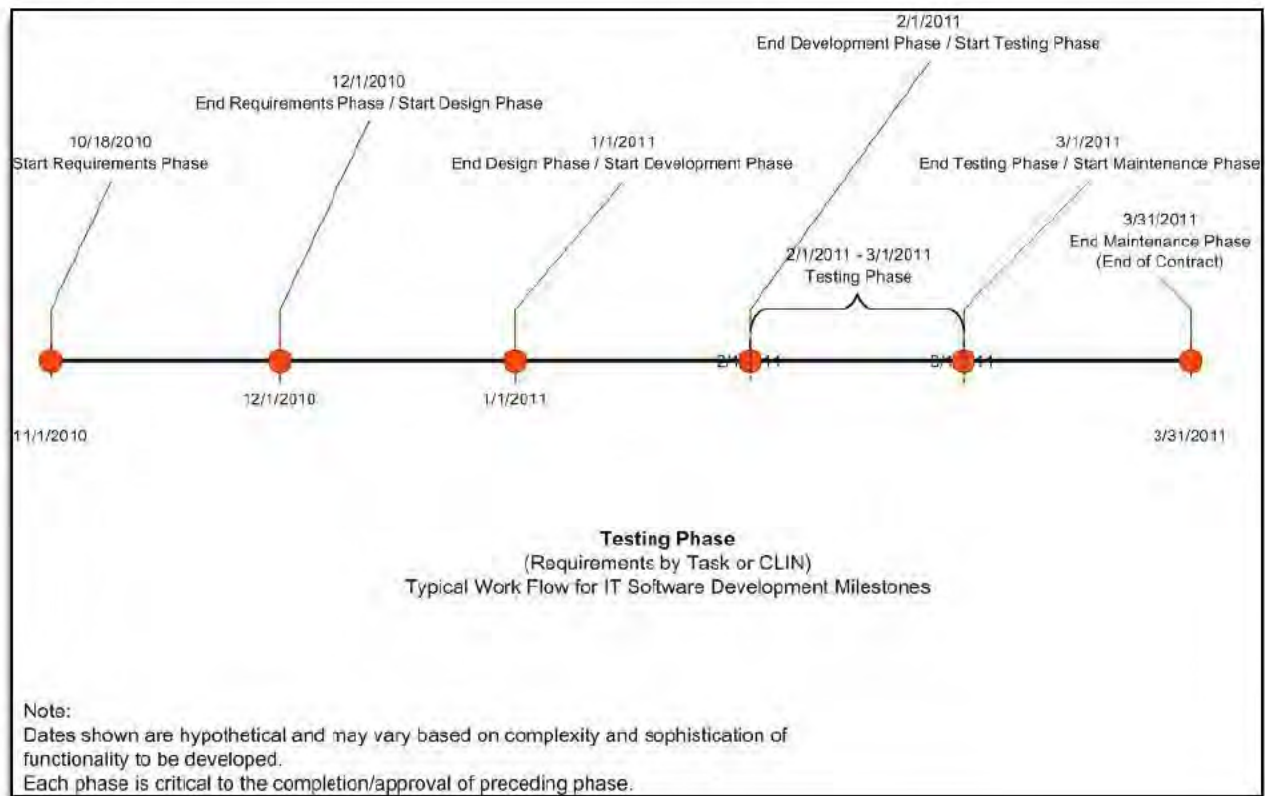 2/1/2011
End Development Phase / Start Testing Phase
12/1/2010
End Requirements Phase / Start Design Phase
10/18/2010
Start Requirements Phase
1/1/2011
End Design Phase / Start Development Phase
3/1/2011
End Testing Phase / Start Maintenance Phase
3/31/2011
End Maintenance Phase
(End of Contract)
2/1/2011 - 3/1/2011
Testing Phase
12/1/2010
1/1/2011
11/1/2010
3/31/2011
Testing Phase
(Requirements by Task or CLIN)
Typical Work Flow for IT Software Development Milestones
Note:
Dates shown are hypothetical and may vary based on complexity and sophistication of
functionality to be developed.
Each phase is critical to the completion/approval of preceding phase.